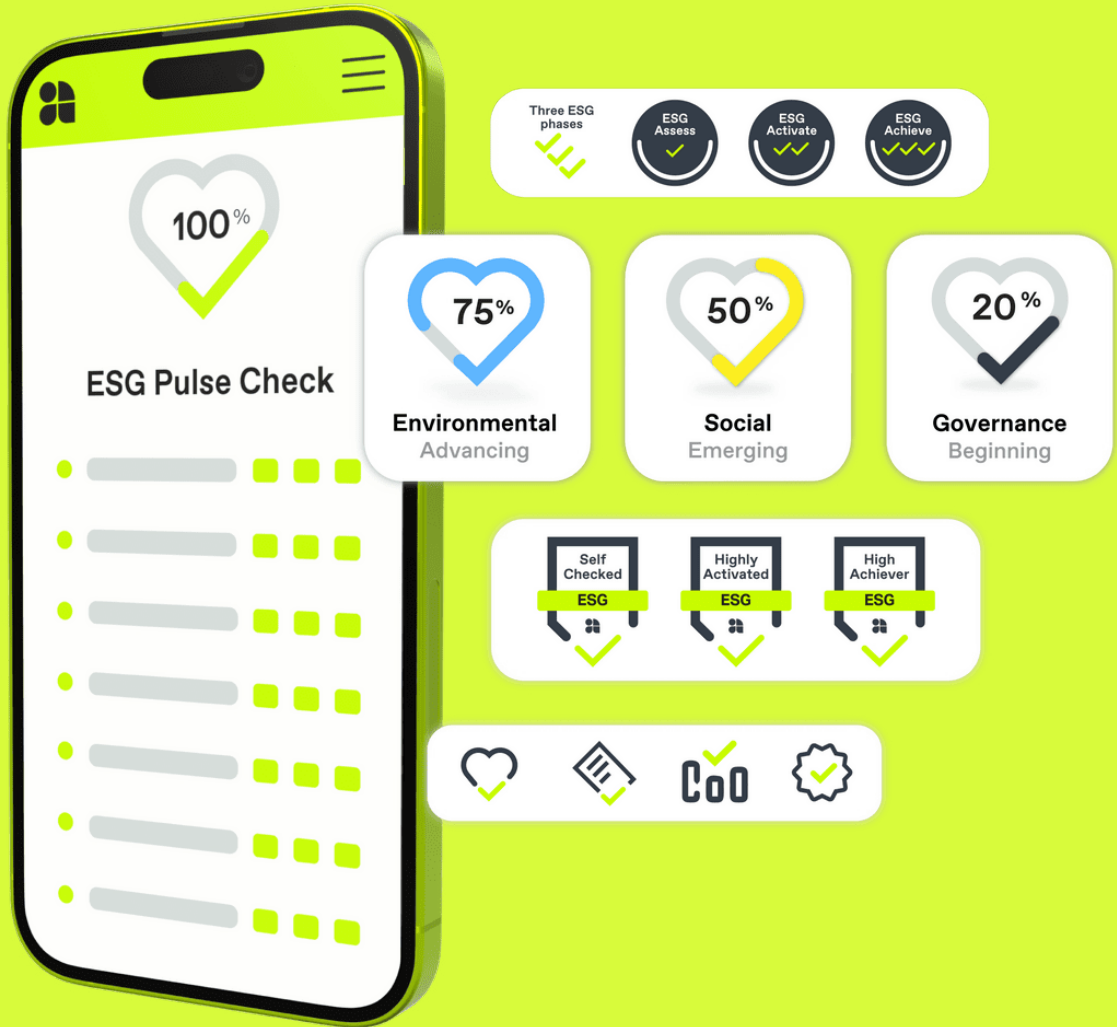 100%
ESG Pulse Check
Three ESG
phases
ESG
Assess
ESG
Activate
ESG
Achieve
75%
Environmental
Advancing
50%
Social
Emerging
20%
Governance
Beginning
Self
Checked
ESG
Highly
Activated
ESG
High
Achiever
ESG
CoO